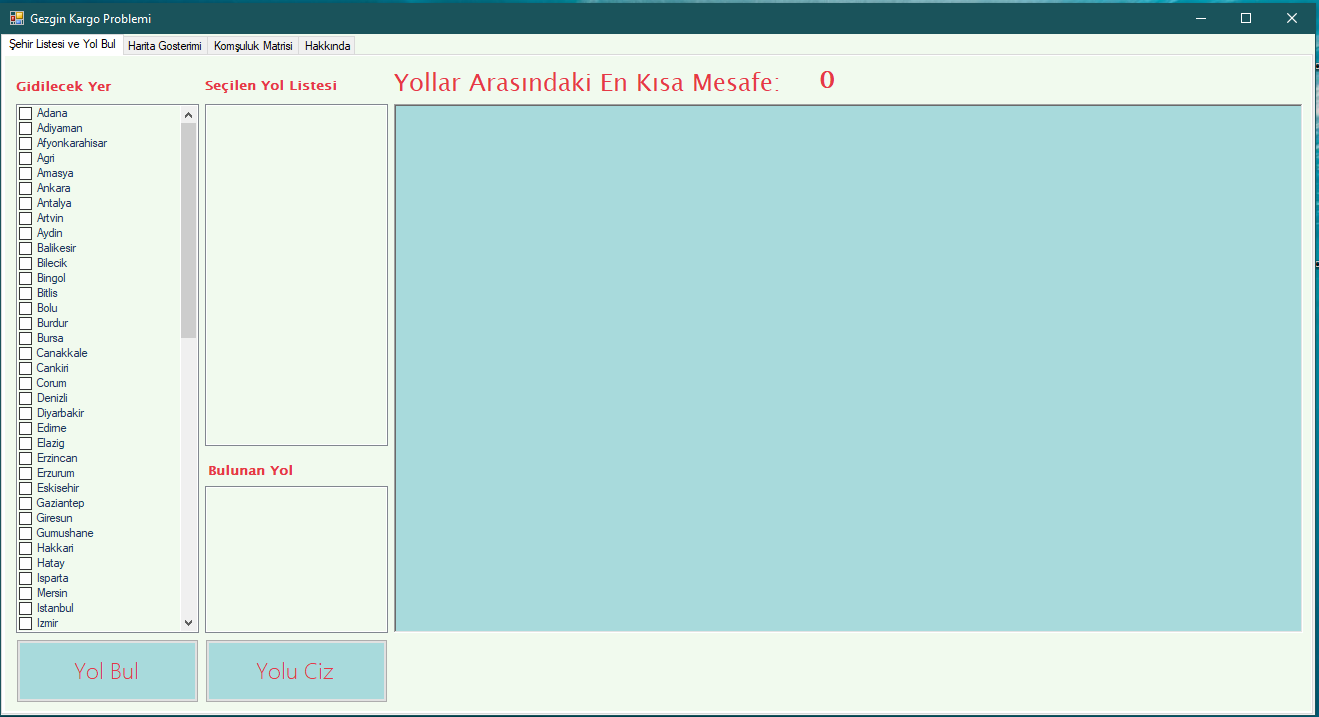 Gezgin Kargo Problemi
Şehir Listesi ve Yol Bul
Harita Gosterimi
Komşuluk Matrisi
Hakkında
Gidilecek Yer
Seçilen Yol Listesi
Yollar Arasındaki En Kısa Mesafe: 0
Adana
Adiyaman
Afyonkarahisar
Agri
Amasya
Ankara
Antalya
Artvin
Aydin
Balikesir
Bilecik
Bingol
Bitlis
Bolu
Burdur
Bursa
Canakkale
Cankiri
Corum
Denizli
Diyarbakir
Edirne
Elazig
Erzincan
Erzurum
Eskisehir
Gaziantep
Giresun
Gumushane
Hakkari
Hatay
Isparta
Mersin
Istanbul
Izmir
Bulunan Yol
Yol Bul
Yolu Ciz